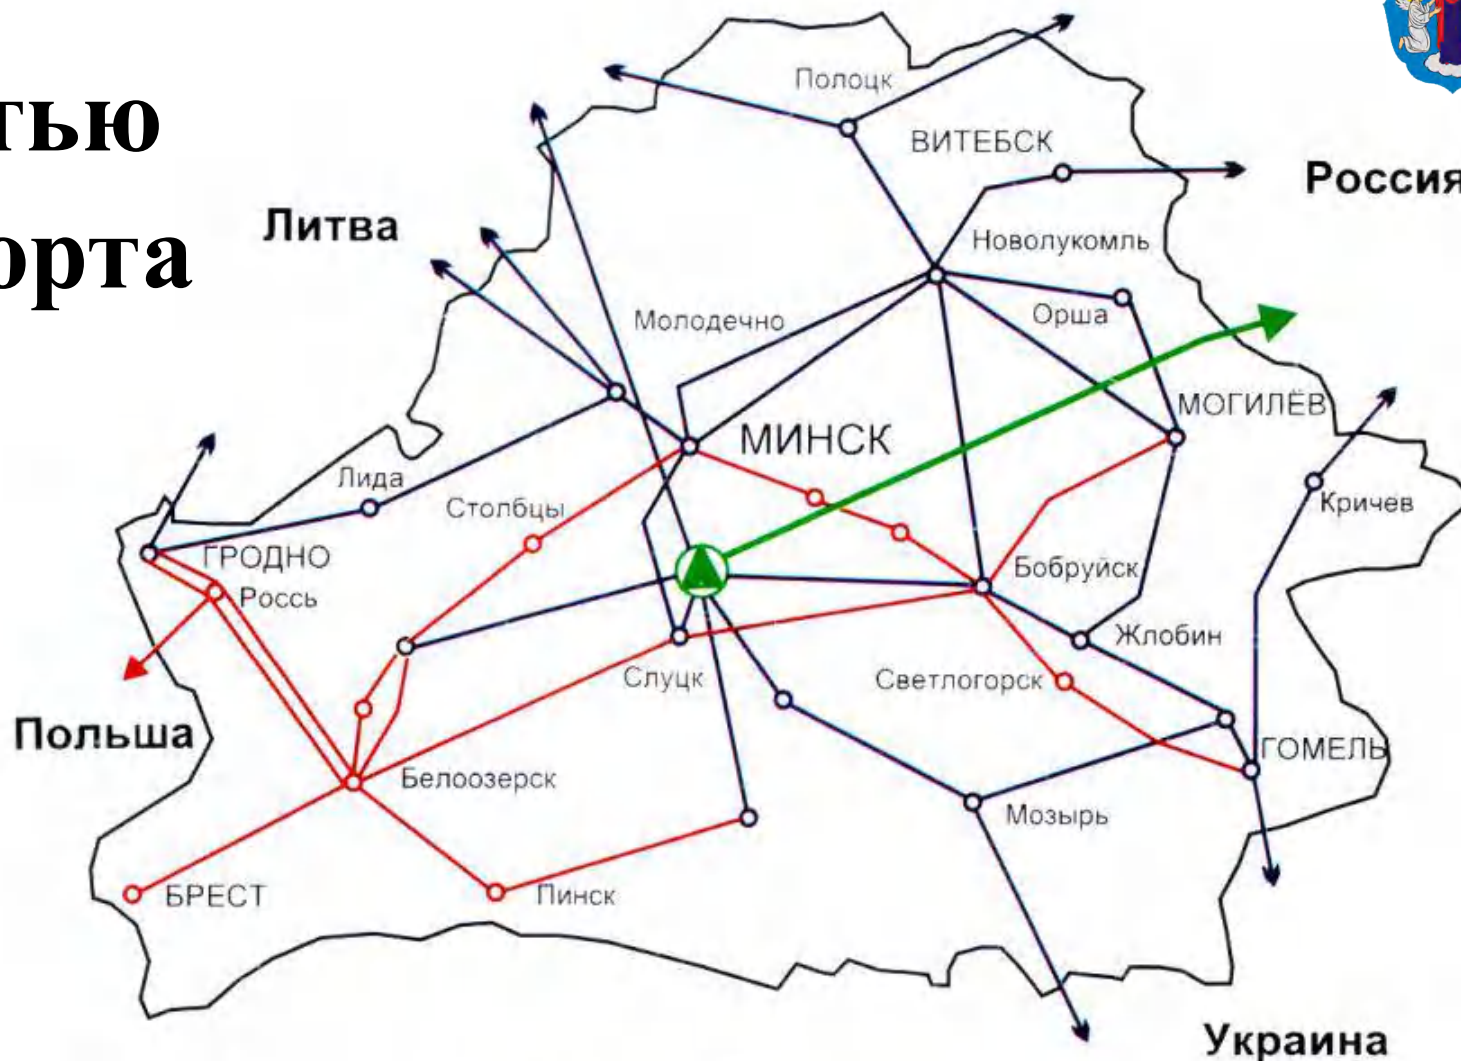 тью
орта
Полоцк
ВИТЕБСК
Россия
Литва
Новолукомль
Молодечно
Орша
МОГИЛЁВ
МИНСК
Лида
Столбцы
Кричев
ГРОДНО
Россь
Бобруйск
Жлобин
Слуцк
Светлогорск
Польша
ГОМЕЛЬ
Белоозерск
Мозырь
БРЕСТ
Пинск
Украина